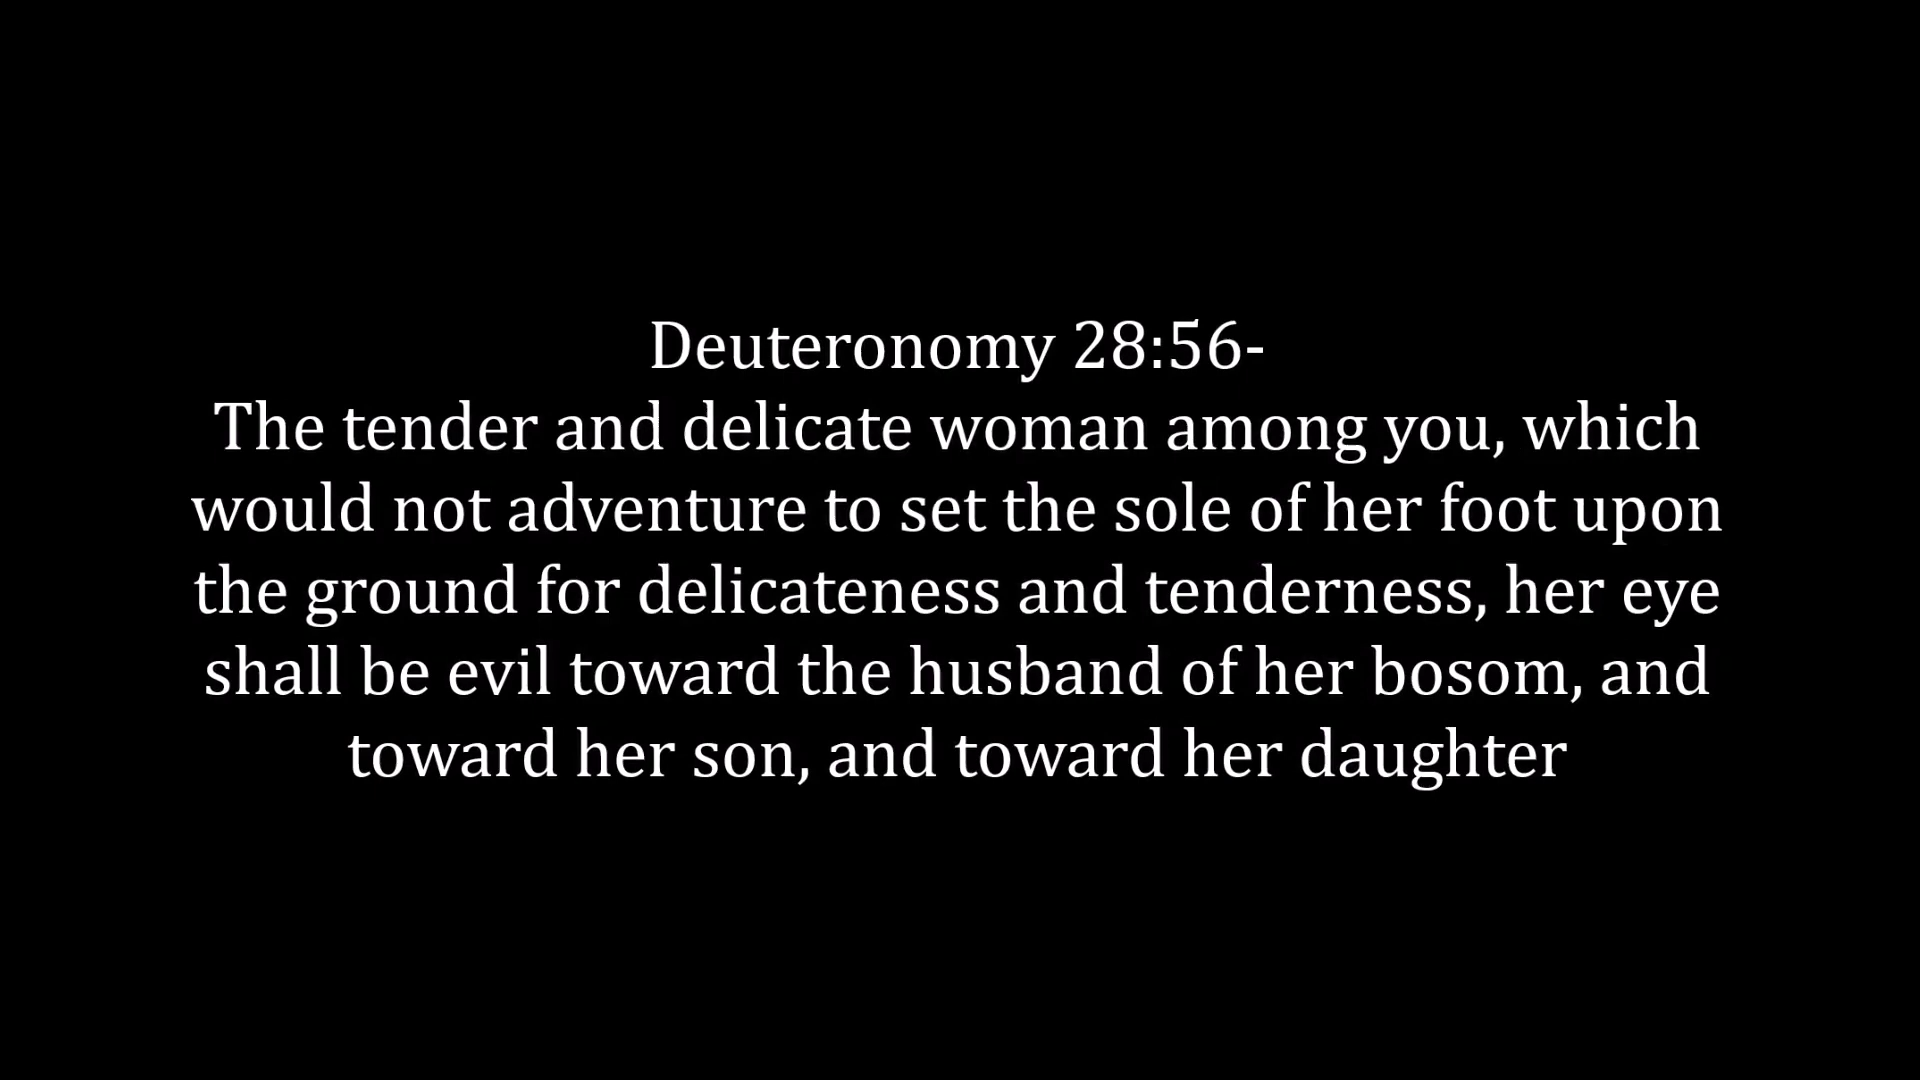 Deuteronomy 28:56-
The tender and delicate woman among you, which
would not adventure to set the sole of her foot upon
the ground for delicateness and tenderness, her eye
shall be evil toward the husband of her bosom, and
toward her son, and toward her daughter